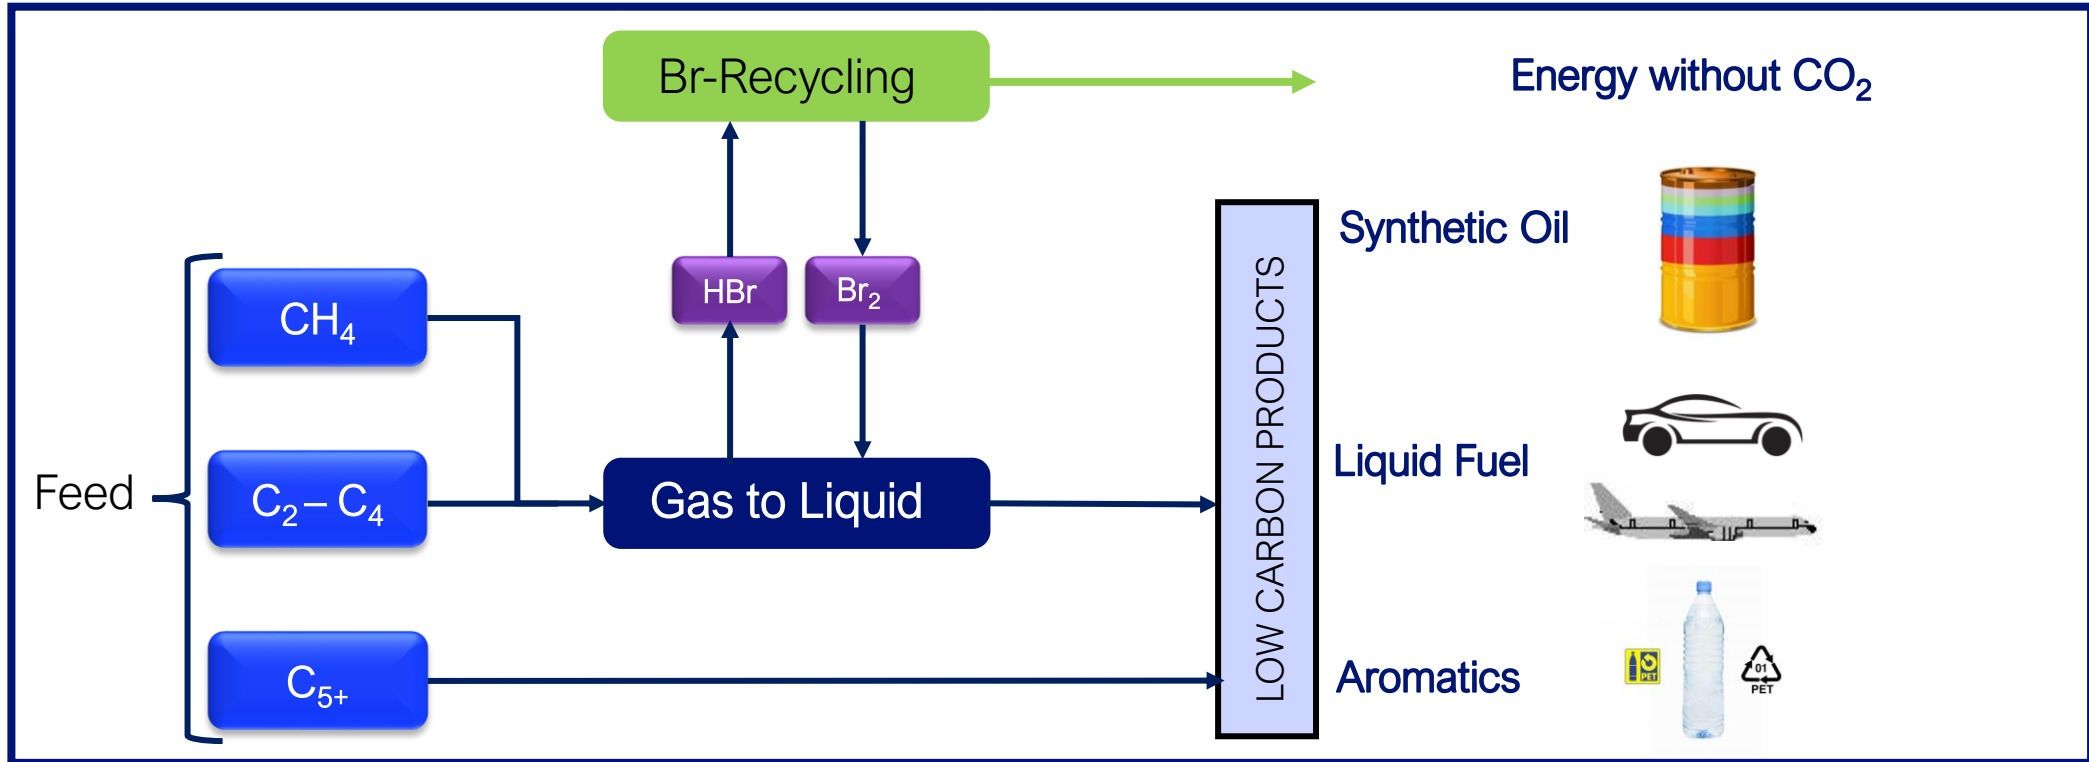 Br-Recycling
Energy without CO₂
Synthetic Oil
HBr
Br₂
CH₄
LOW CARBON PRODUCTS
Feed
C₂ – C₄
Gas to Liquid
Liquid Fuel
C₅₊
Aromatics
PET
01
PET